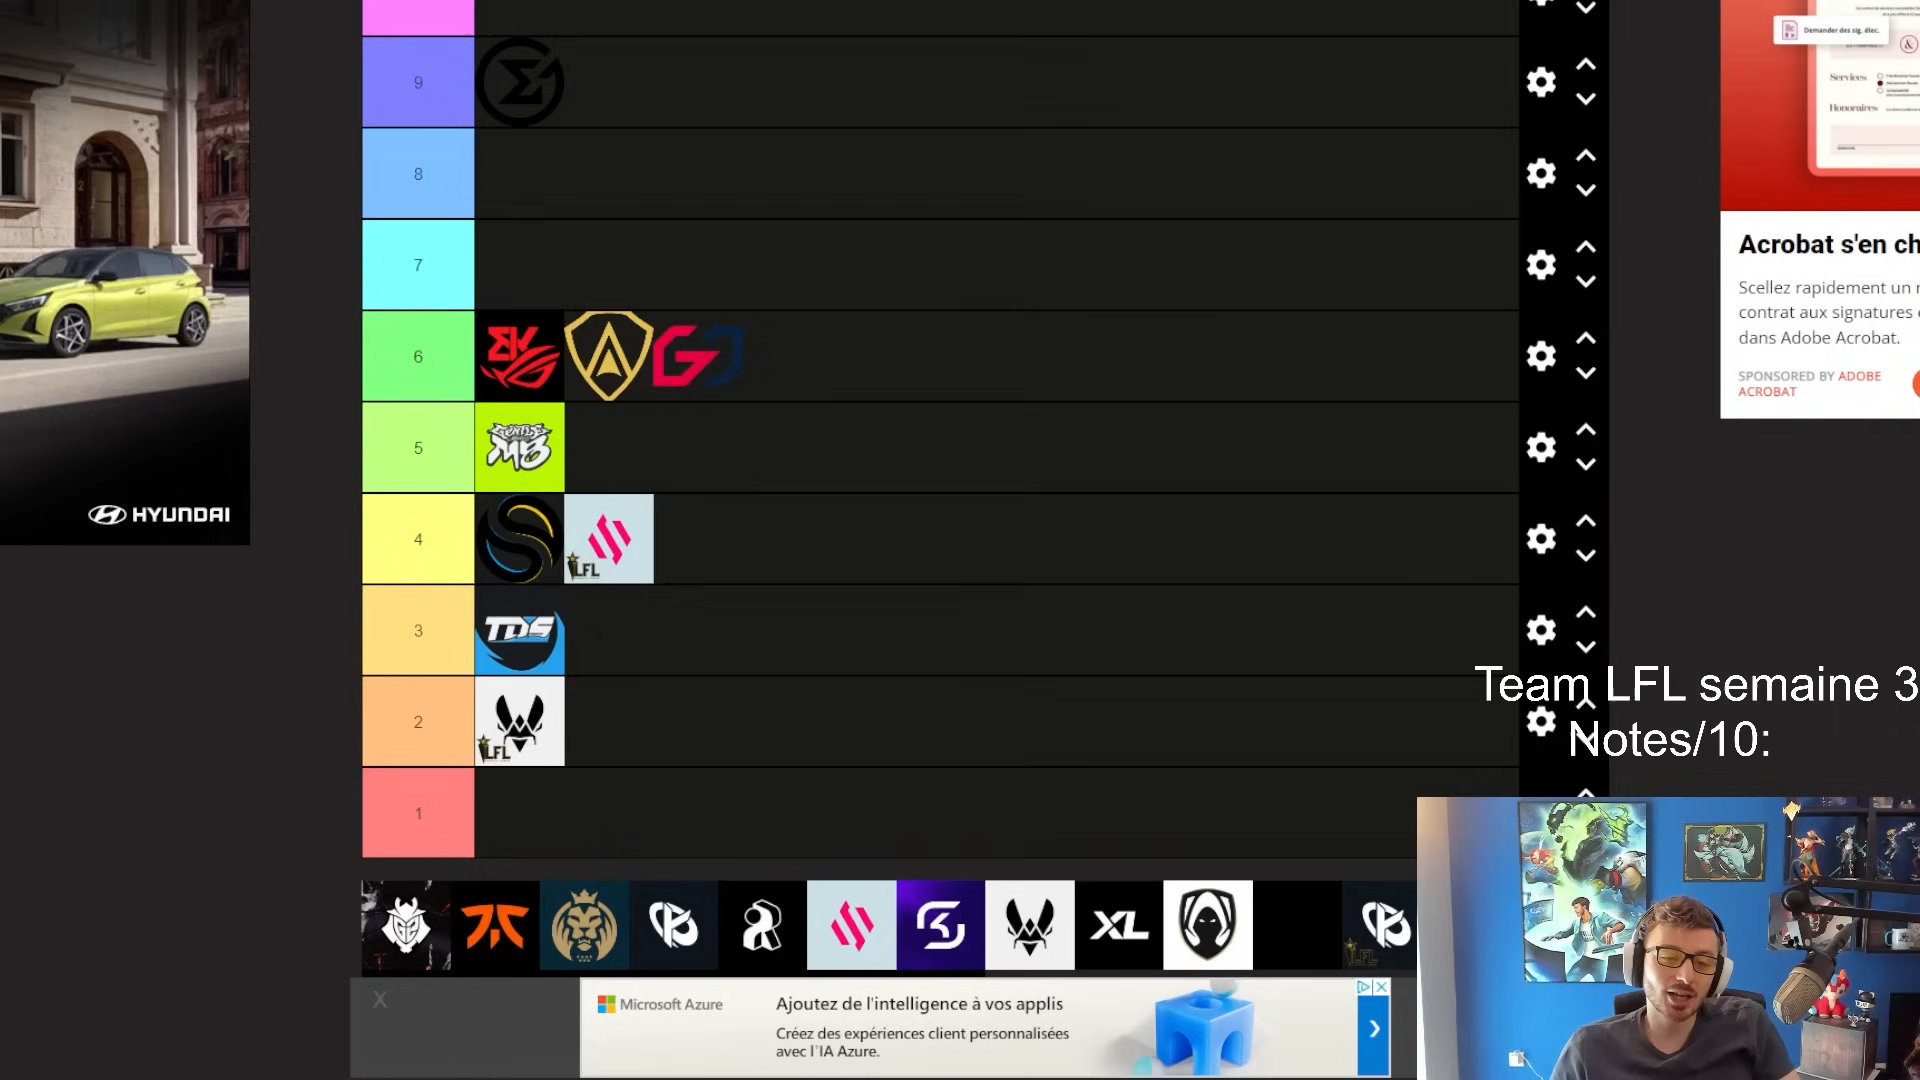 9
8
7
6
5
4
3
2
1
GENTLE
M8
LFL
TDS
LFL
XL
LFL
HYUNDAI
Demander des sig. élec.
Services
Honoraires
Acrobat s'en ch
Scellez rapidement un
contrat aux signatures
dans Adobe Acrobat.
SPONSORED BY ADOBE
ACROBAT
Team LFL semaine 3
Notes/10:
X
Microsoft Azure
Ajoutez de l'intelligence à vos applis
Créez des expériences client personnalisées
avec l'IA Azure.